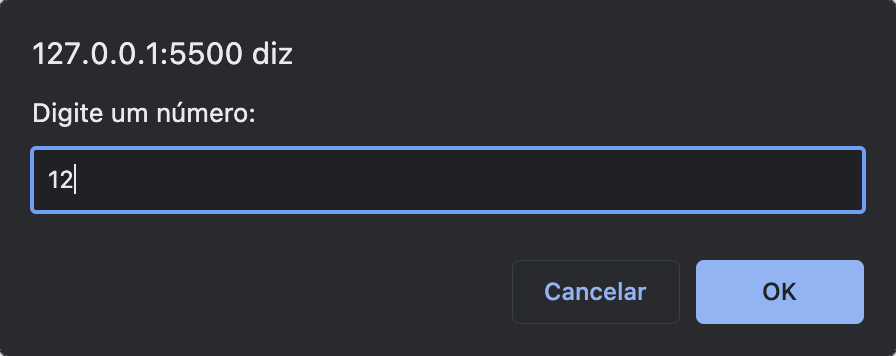 127.0.0.1:5500 diz
Digite um número:
12
Cancelar
OK